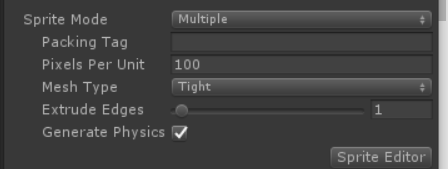 Sprite Mode Multiple
Packing Tag
Pixels Per Unit 100
Mesh Type Tight
Extrude Edges 1
Generate Physics
Sprite Editor